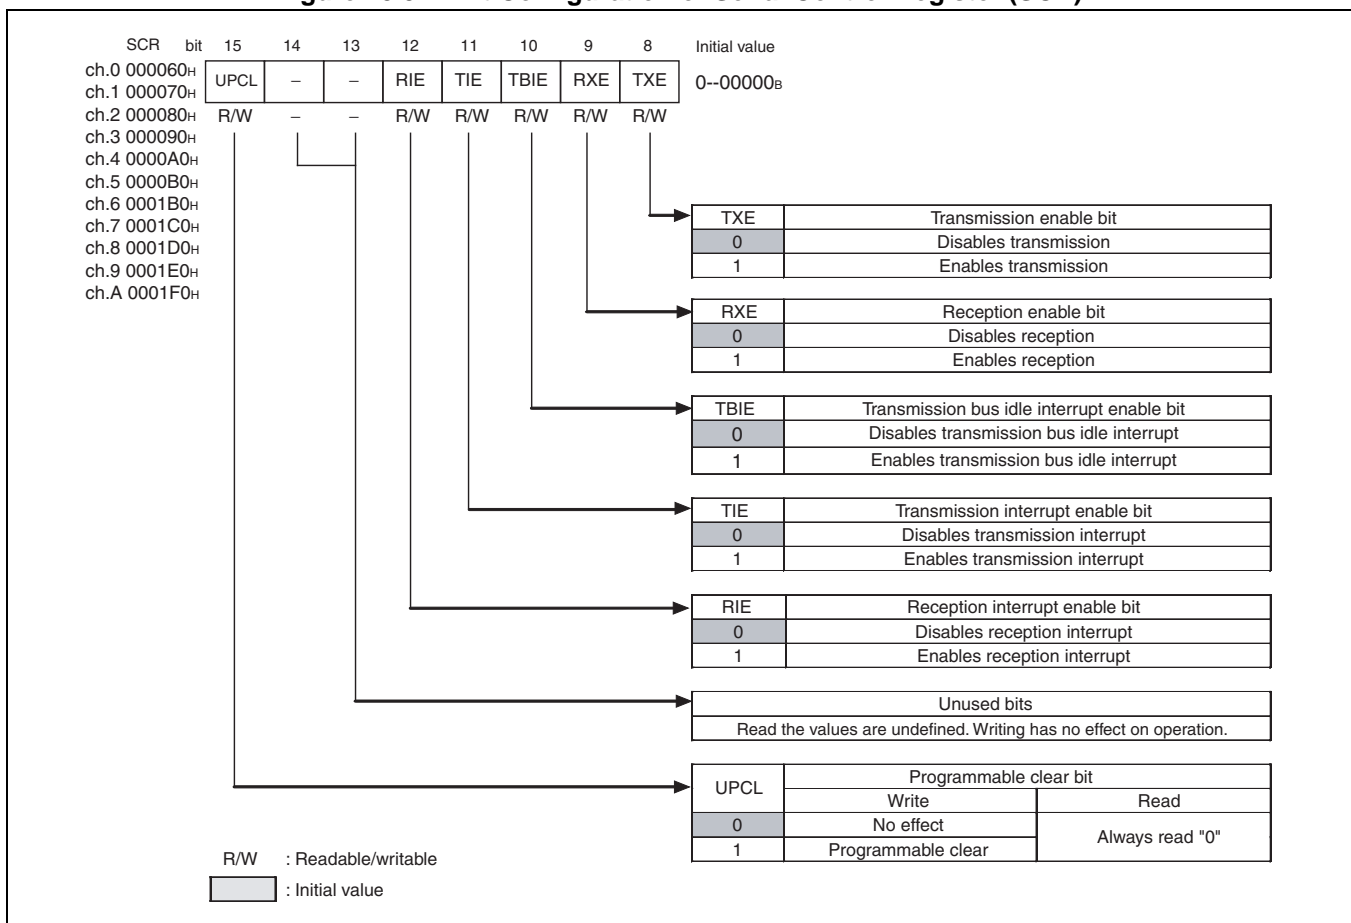 SCR bit 15 14 13 12 11 10 9 8 Initial value
ch.0 000060H UPCL – – RIE TIE TBIE RXE TXE 0--00000B
ch.1 000070H
ch.2 000080H R/W – – R/W R/W R/W R/W R/W
ch.3 000090H
ch.4 0000A0H
ch.5 0000B0H
ch.6 0001B0H
ch.7 0001C0H
ch.8 0001D0H
ch.9 0001E0H
ch.A 0001F0H
TXE Transmission enable bit
0 Disables transmission
1 Enables transmission
RXE Reception enable bit
0 Disables reception
1 Enables reception
TBIE Transmission bus idle interrupt enable bit
0 Disables transmission bus idle interrupt
1 Enables transmission bus idle interrupt
TIE Transmission interrupt enable bit
0 Disables transmission interrupt
1 Enables transmission interrupt
RIE Reception interrupt enable bit
0 Disables reception interrupt
1 Enables reception interrupt
Unused bits
Read the values are undefined. Writing has no effect on operation.
UPCL Programmable clear bit
Write Read
0 No effect Always read "0"
1 Programmable clear
R/W : Readable/writable
: Initial value